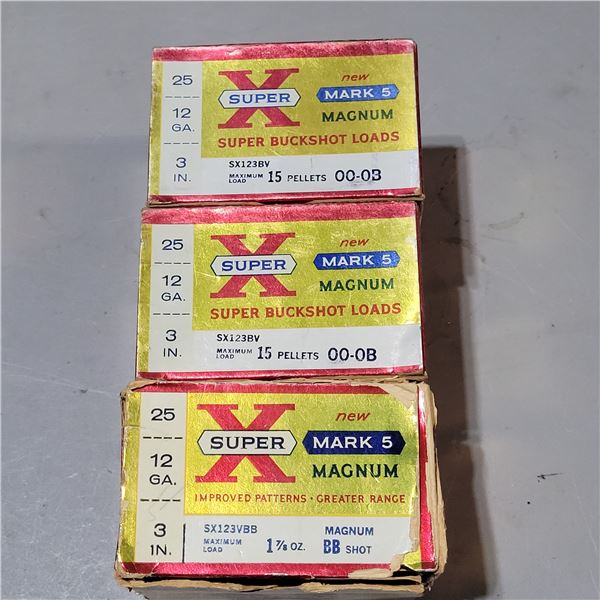 25
12
GA.
3
IN.
X
SUPER
new
MARK 5
MAGNUM
SUPER BUCKSHOT LOADS
SX123BV
MAXIMUM LOAD 15 PELLETS 00-0B
25
12
GA.
3
IN.
X
SUPER
new
MARK 5
MAGNUM
SUPER BUCKSHOT LOADS
SX123BV
MAXIMUM LOAD 15 PELLETS 00-0B
25
12
GA.
3
IN.
X
SUPER
new
MARK 5
MAGNUM
IMPROVED PATTERNS · GREATER RANGE
SX123VBB
MAXIMUM LOAD 1 7/8 OZ.
MAGNUM
BB SHOT